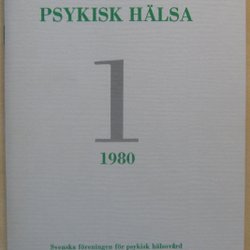 PSYKISK HÄLSA
1
1980
Svenska föreningen för psykisk hälsovård